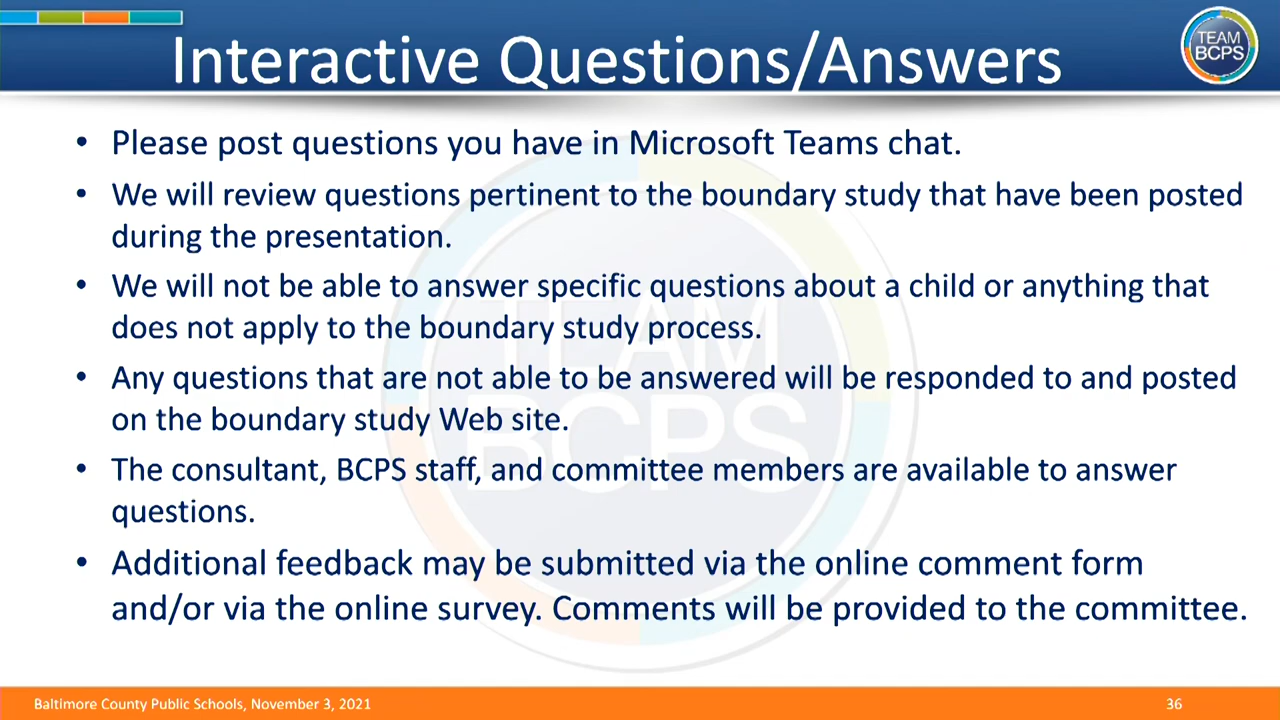 Interactive Questions/Answers
TEAM
BCPS
• Please post questions you have in Microsoft Teams chat.
• We will review questions pertinent to the boundary study that have been posted
during the presentation.
• We will not be able to answer specific questions about a child or anything that
does not apply to the boundary study process.
• Any questions that are not able to be answered will be responded to and posted
on the boundary study Web site.
• The consultant, BCPS staff, and committee members are available to answer
questions.
• Additional feedback may be submitted via the online comment form
and/or via the online survey. Comments will be provided to the committee.
TEAM
BCPS
Baltimore County Public Schools, November 3, 2021
36